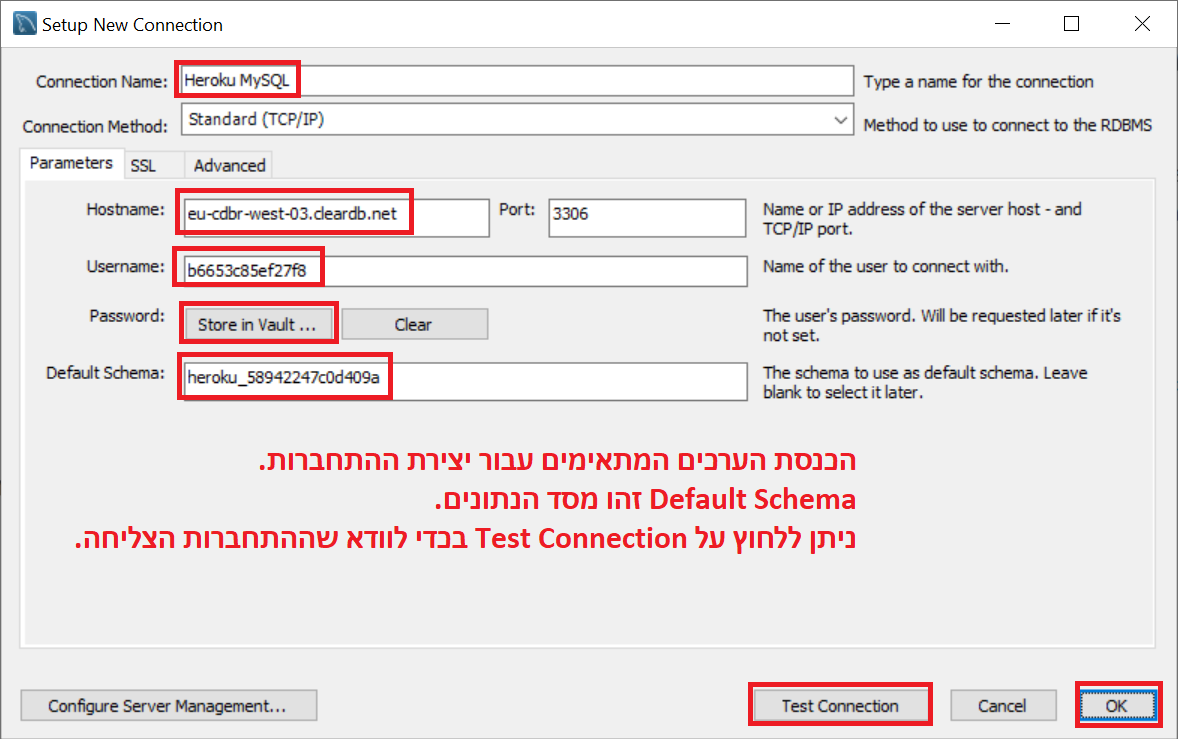 Setup New Connection
Connection Name: Heroku MySQL Type a name for the connection
Connection Method: Standard (TCP/IP) Method to use to connect to the RDBMS
Parameters SSL Advanced
Hostname: eu-cdbr-west-03.cleardb.net Port: 3306 Name or IP address of the server host - and
TCP/IP port.
Username: b6653c85ef27f8 Name of the user to connect with.
Password: Store in Vault ... Clear The user's password. Will be requested later if it's
not set.
Default Schema: heroku_58942247c0d409a The schema to use as default schema. Leave
blank to select it later.
הכנסת הערכים המתאימים עבור יצירת ההתחברות.
Default Schema זהו מסד הנתונים.
ניתן ללחוץ על Test Connection בכדי לוודא שההתחברות הצליחה.
Configure Server Management... Test Connection Cancel OK